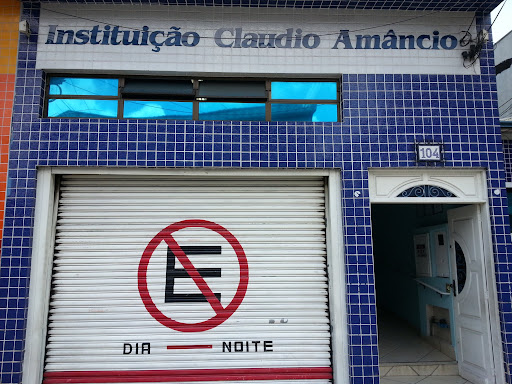 Instituição Claudio Amâncio
104
E
DIA — NOITE